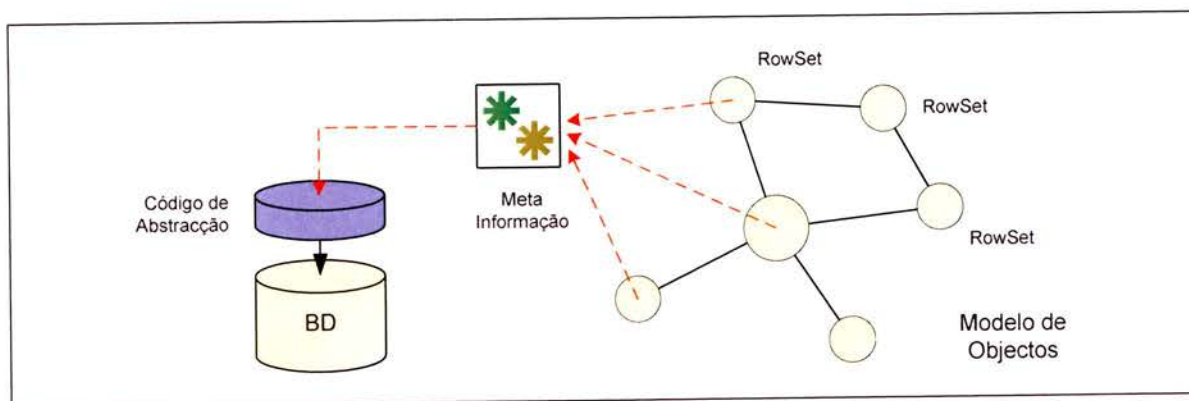 RowSet
RowSet
Código de
Abstracção
Meta
Informação
RowSet
BD
Modelo de
Objectos